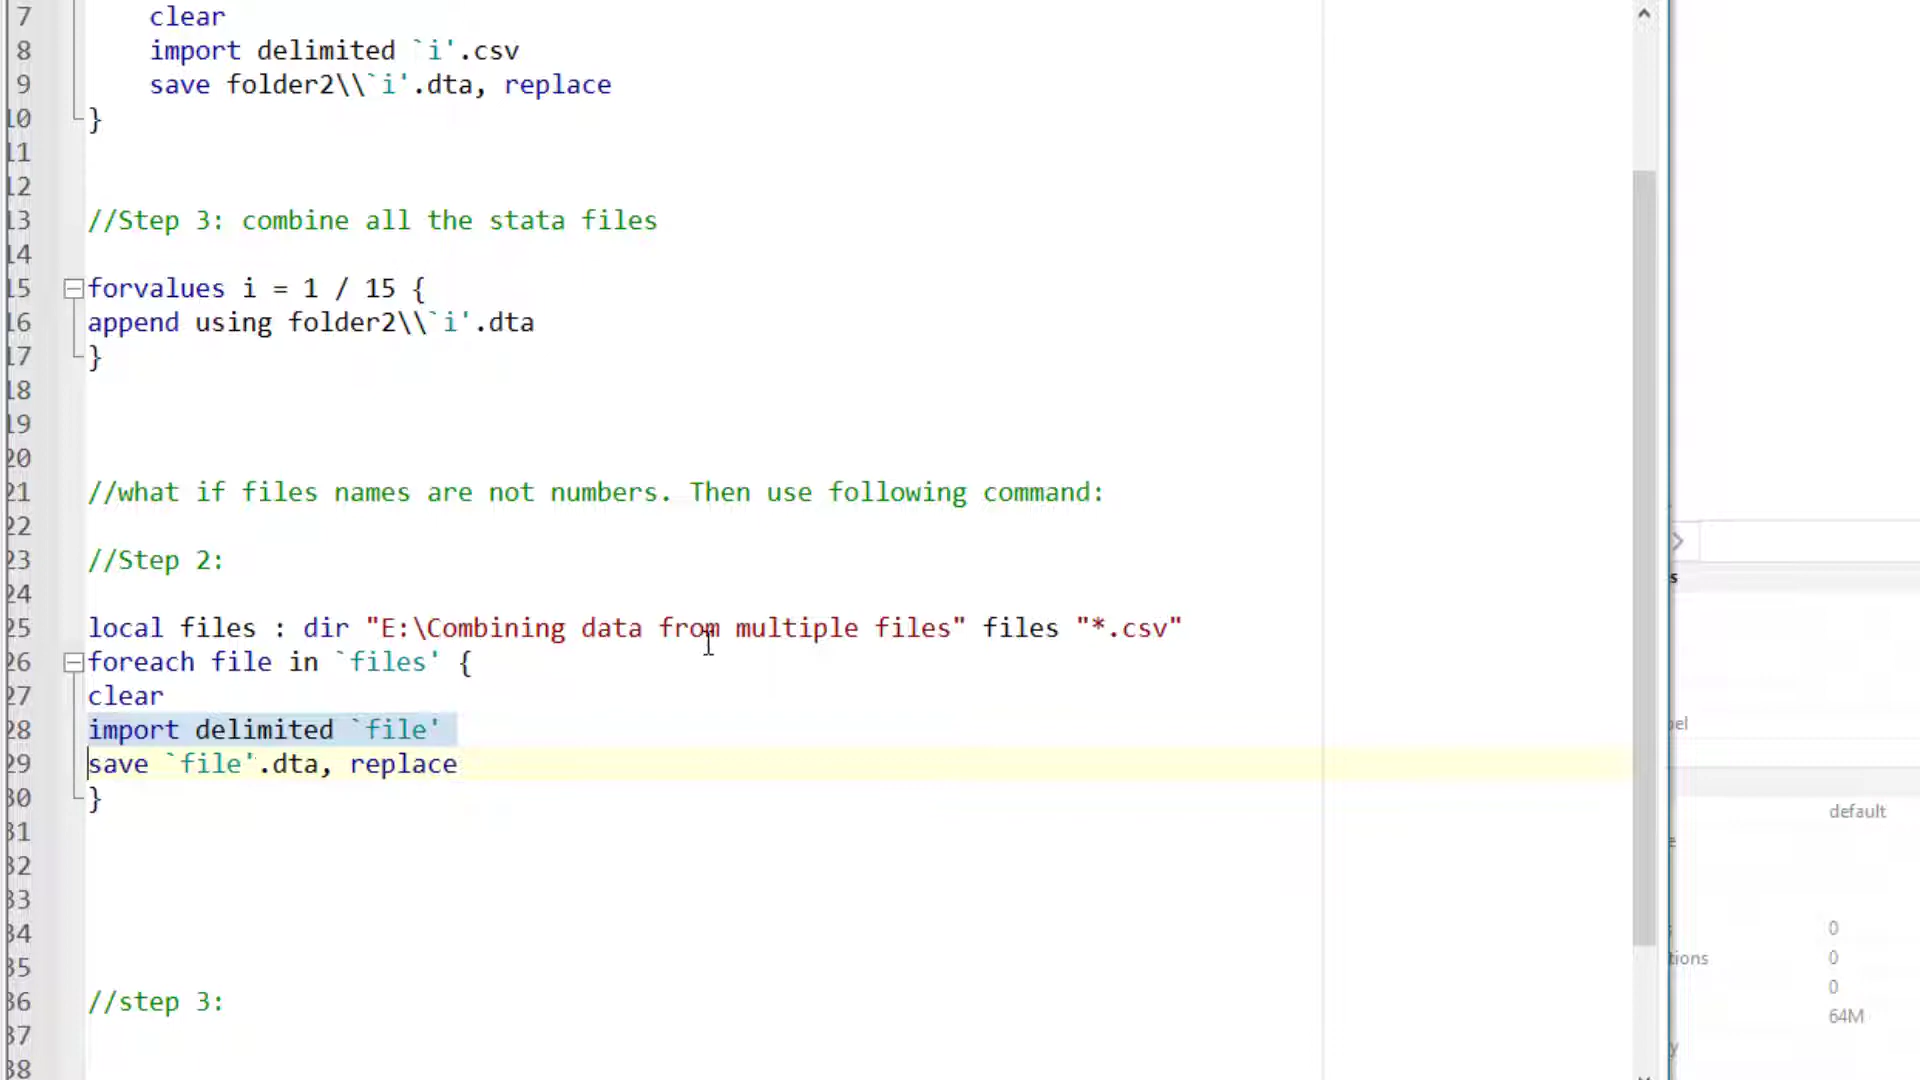 7 clear
8 import delimited `i'.csv
9 save folder2\\`i'.dta, replace
10 }
11
12
13 //Step 3: combine all the stata files
14
15 forvalues i = 1 / 15 {
16 append using folder2\\`i'.dta
17 }
18
19
20
21 //what if files names are not numbers. Then use following command:
22
23 //Step 2:
24
25 local files : dir "E:\Combining data from multiple files" files "*.csv"
26 foreach file in `files' {
27 clear
28 import delimited `file'
29 save `file'.dta, replace
30 }
31
32
33
34
35
36 //step 3:
37
38
s
default
0
tions 0
0
64M